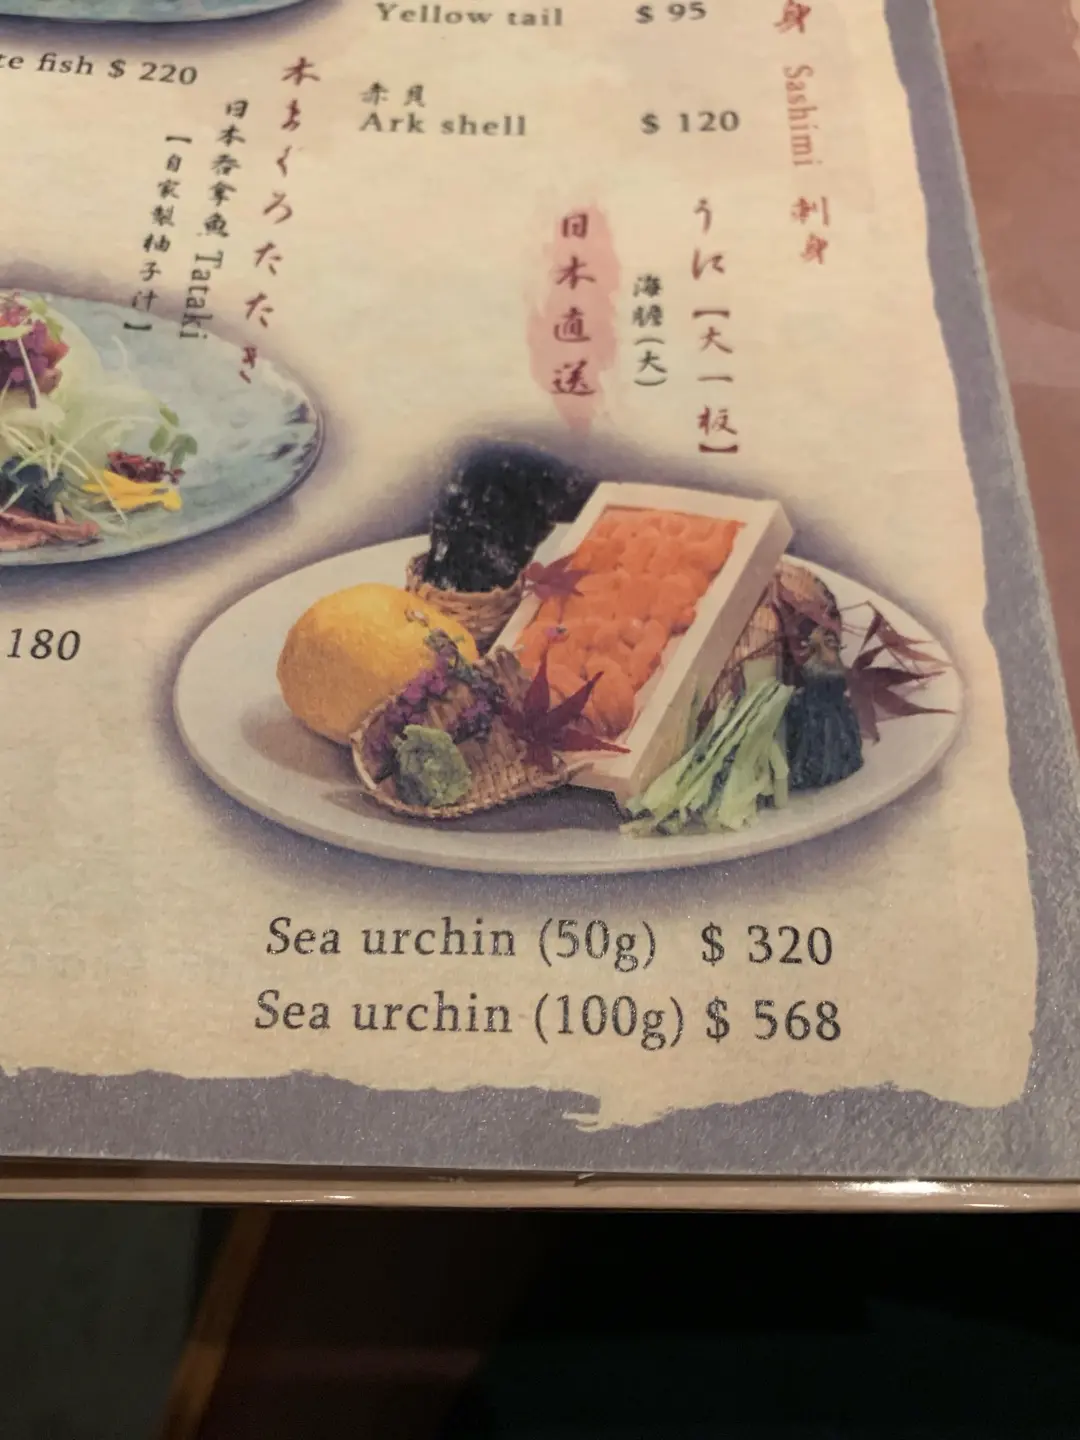 Yellow tail $ 95
te fish $ 220
赤貝
Ark shell $ 120
身
Sashimi
刺身
本まぐろたたき
日本吞拿魚 Tataki
【自家製柚子汁】
うに【大一板】
海膽(大)
日本直送
180
Sea urchin (50g) $ 320
Sea urchin (100g) $ 568